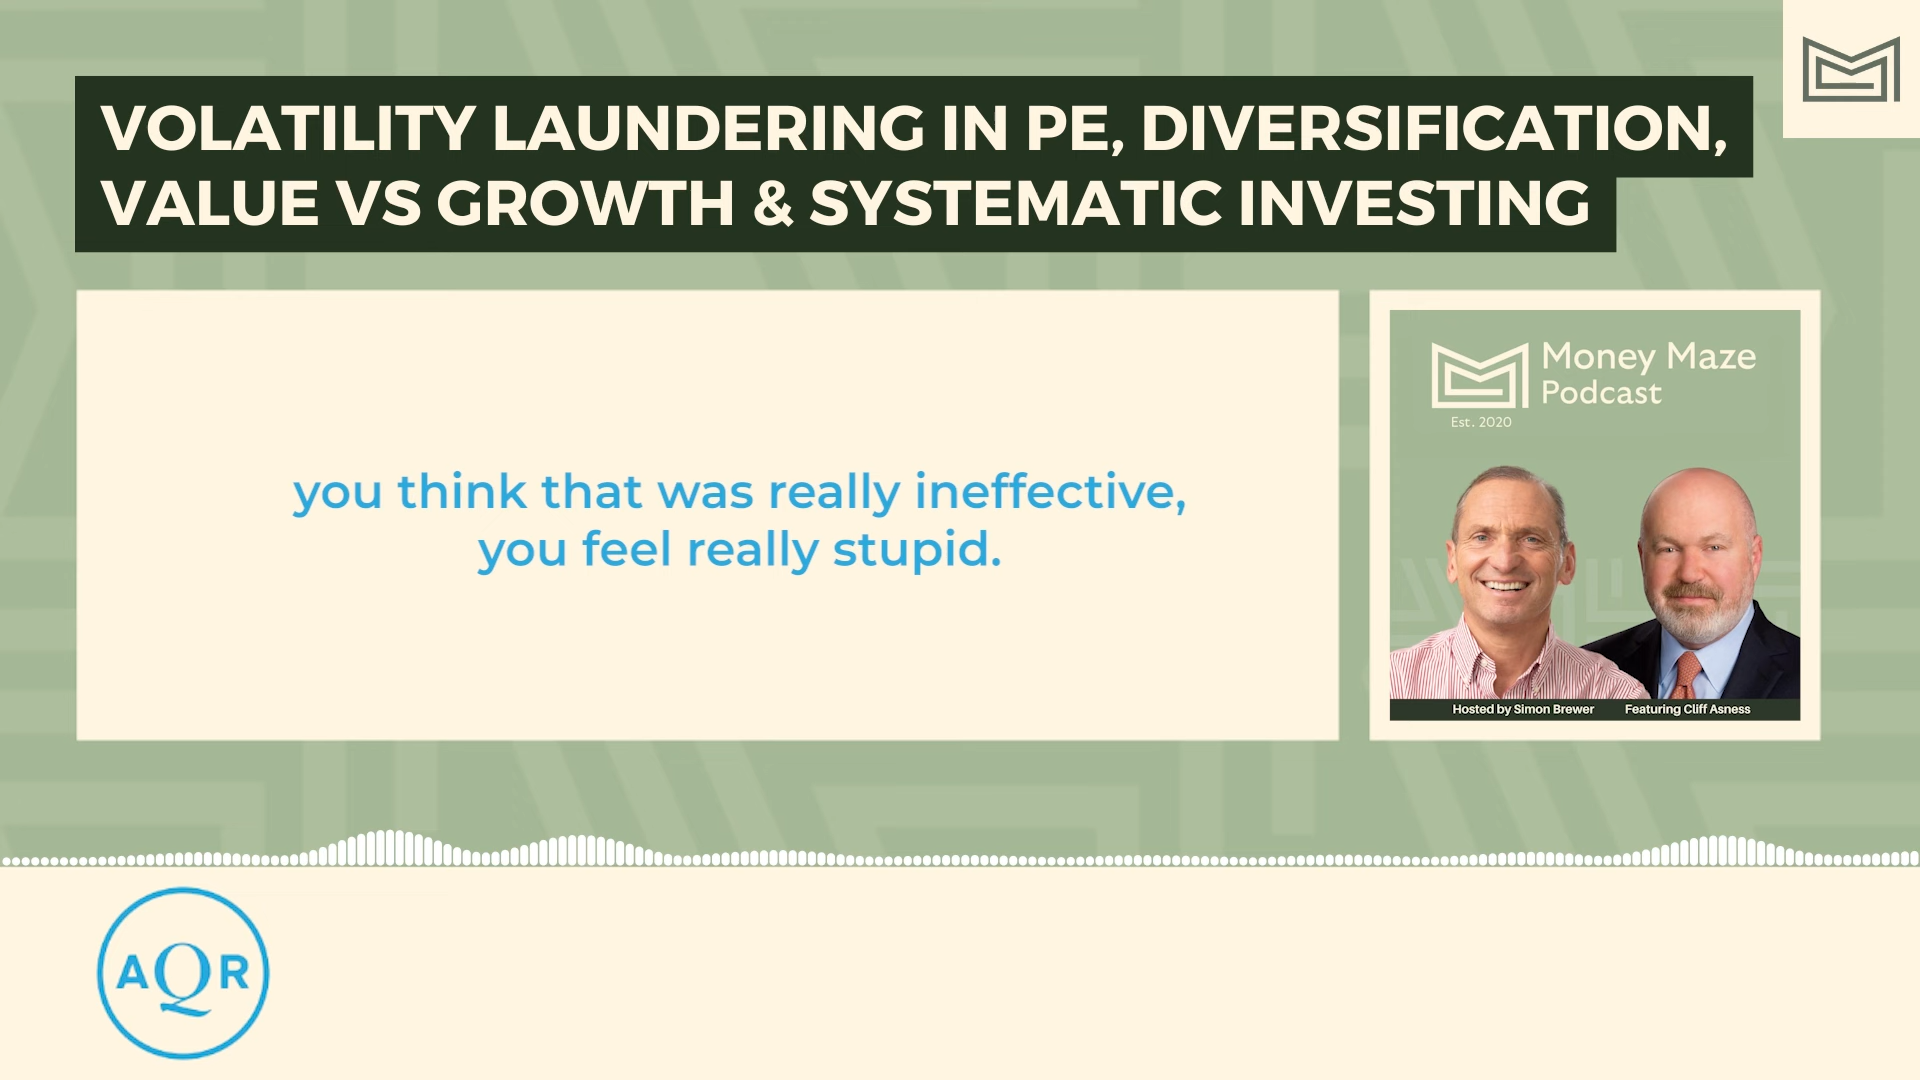 VOLATILITY LAUNDERING IN PE, DIVERSIFICATION,
VALUE VS GROWTH & SYSTEMATIC INVESTING
you think that was really ineffective,
you feel really stupid.
Money Maze
Podcast
Est. 2020
Hosted by Simon Brewer
Featuring Cliff Asness
AQR